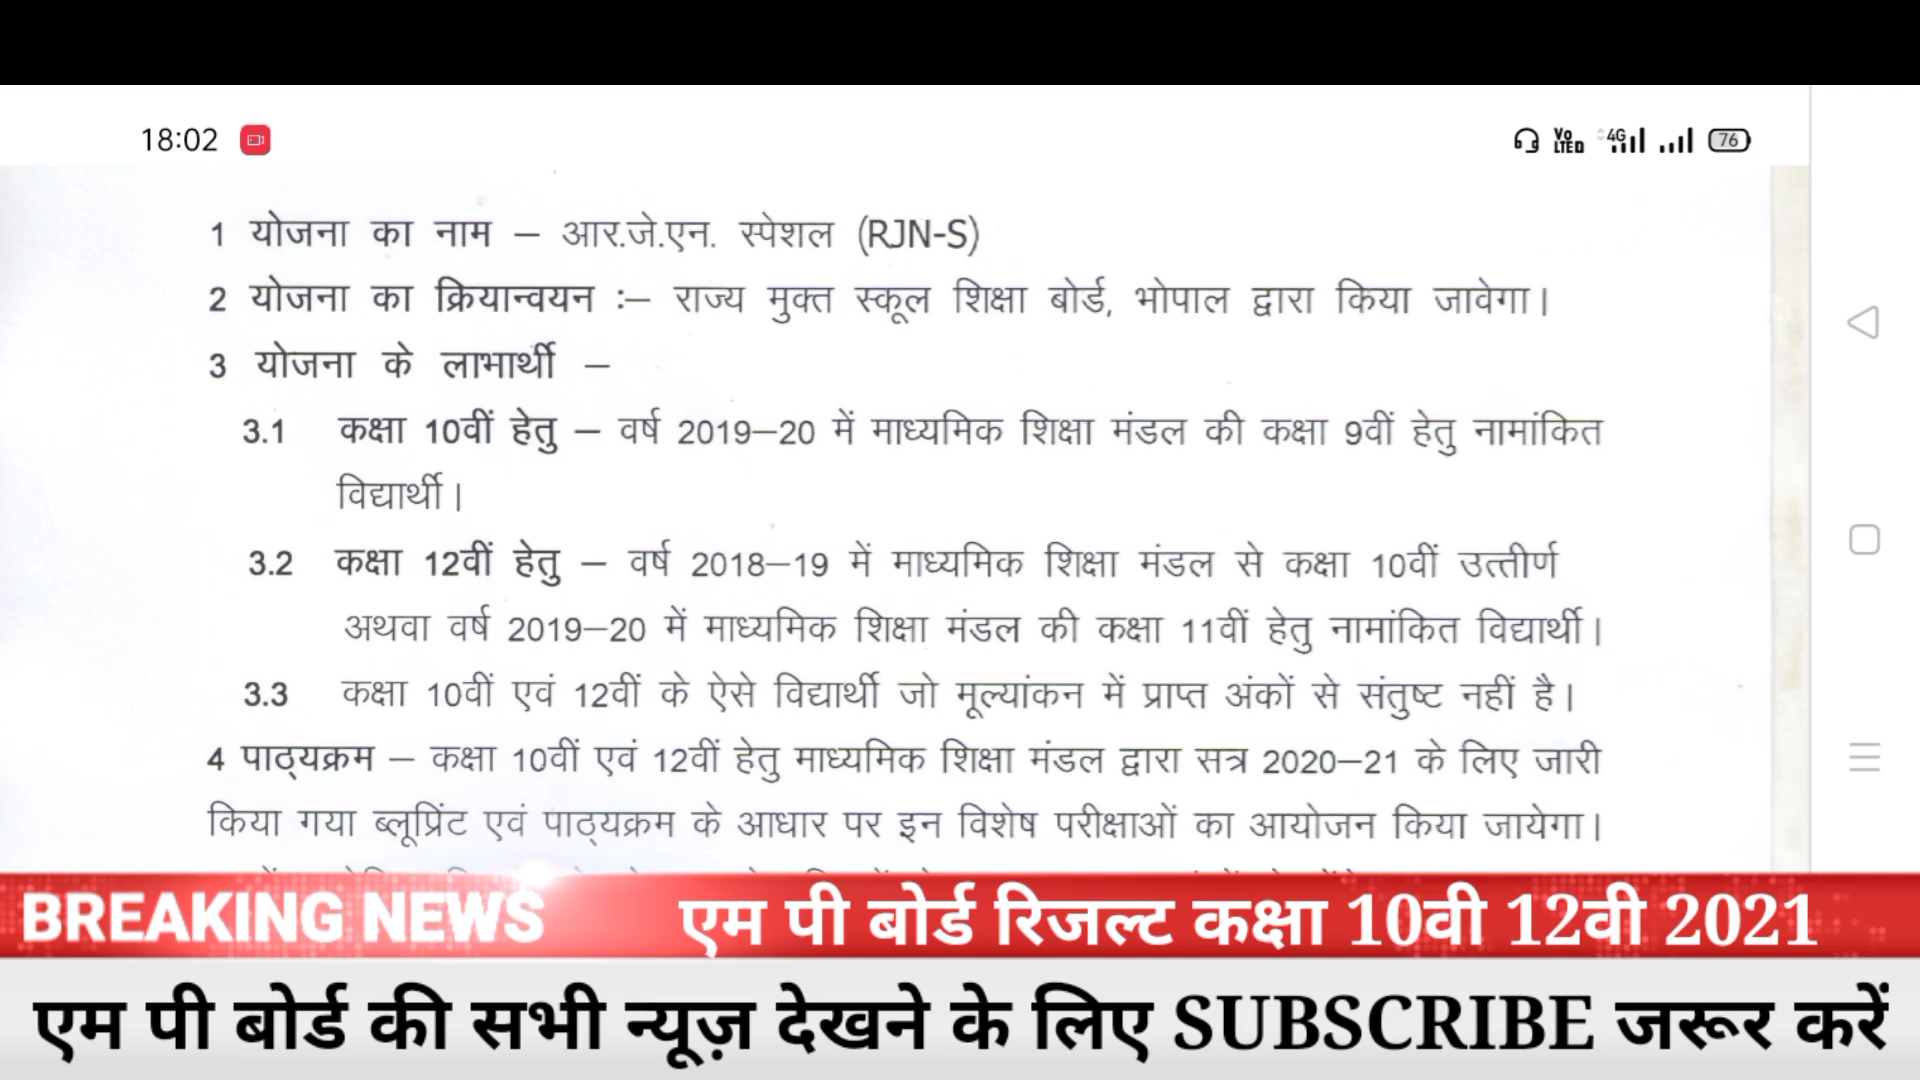 18:02
Vo LTE 4G 76
1 योजना का नाम – आर.जे.एन. स्पेशल (RJN-S)
2 योजना का क्रियान्वयन :– राज्य मुक्त स्कूल शिक्षा बोर्ड, भोपाल द्वारा किया जावेगा।
3 योजना के लाभार्थी –
3.1 कक्षा 10वीं हेतु – वर्ष 2019–20 में माध्यमिक शिक्षा मंडल की कक्षा 9वीं हेतु नामांकित
विद्यार्थी।
3.2 कक्षा 12वीं हेतु – वर्ष 2018–19 में माध्यमिक शिक्षा मंडल से कक्षा 10वीं उत्तीर्ण
अथवा वर्ष 2019–20 में माध्यमिक शिक्षा मंडल की कक्षा 11वीं हेतु नामांकित विद्यार्थी।
3.3 कक्षा 10वीं एवं 12वीं के ऐसे विद्यार्थी जो मूल्यांकन में प्राप्त अंकों से संतुष्ट नहीं है।
4 पाठ्यक्रम – कक्षा 10वीं एवं 12वीं हेतु माध्यमिक शिक्षा मंडल द्वारा सत्र 2020–21 के लिए जारी
किया गया ब्लूप्रिंट एवं पाठ्यक्रम के आधार पर इन विशेष परीक्षाओं का आयोजन किया जायेगा।
BREAKING NEWS एम पी बोर्ड रिजल्ट कक्षा 10वी 12वी 2021
एम पी बोर्ड की सभी न्यूज़ देखने के लिए SUBSCRIBE जरूर करें